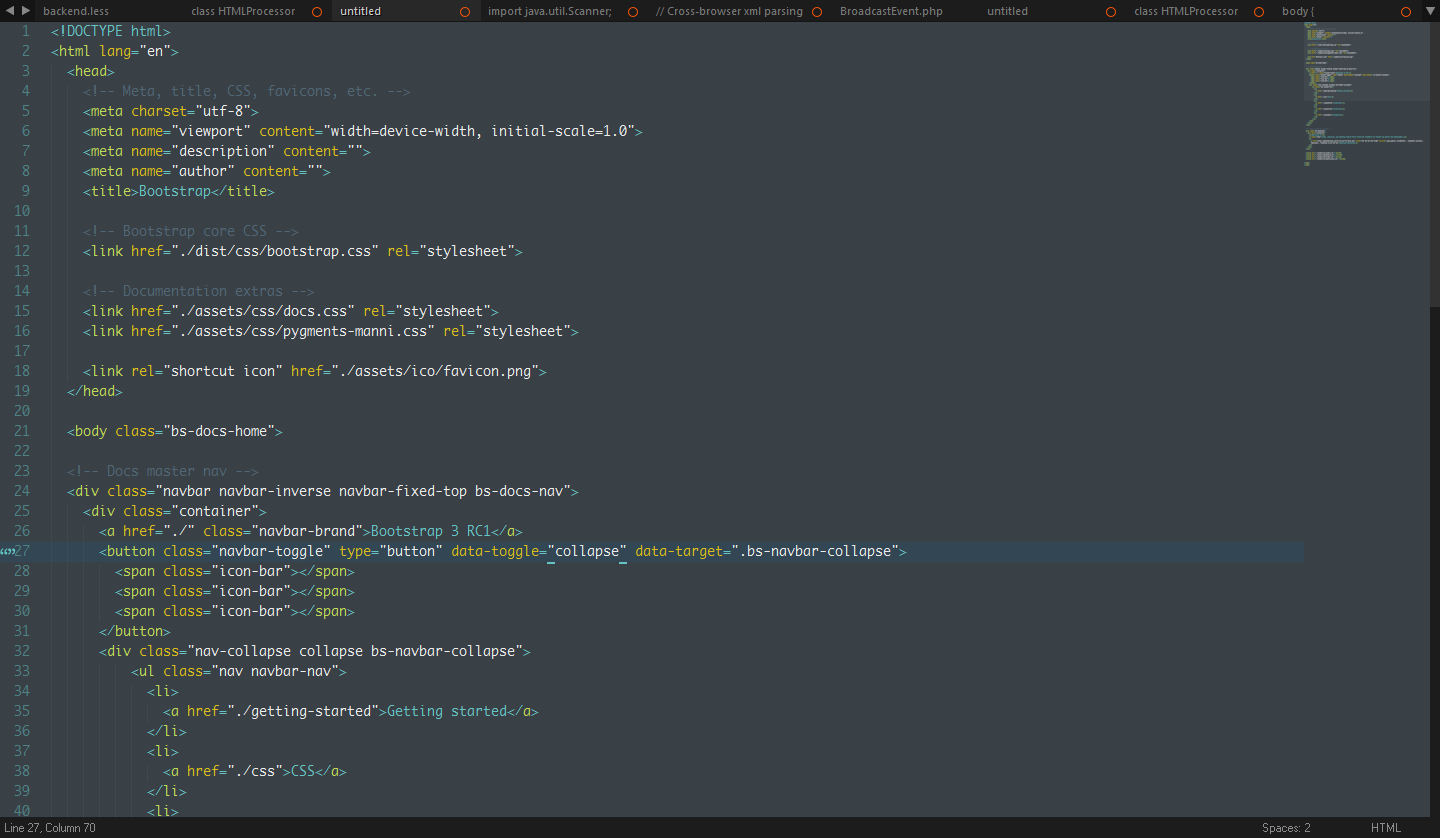 backend.less class HTMLProcessor untitled import java.util.Scanner; // Cross-browser xml parsing BroadcastEvent.php untitled class HTMLProcessor body {
1 <!DOCTYPE html>
2 <html lang="en">
3 <head>
4 <!-- Meta, title, CSS, favicons, etc. -->
5 <meta charset="utf-8">
6 <meta name="viewport" content="width=device-width, initial-scale=1.0">
7 <meta name="description" content="">
8 <meta name="author" content="">
9 <title>Bootstrap</title>
10
11 <!-- Bootstrap core CSS -->
12 <link href="./dist/css/bootstrap.css" rel="stylesheet">
13
14 <!-- Documentation extras -->
15 <link href="./assets/css/docs.css" rel="stylesheet">
16 <link href="./assets/css/pygments-manni.css" rel="stylesheet">
17
18 <link rel="shortcut icon" href="./assets/ico/favicon.png">
19 </head>
20
21 <body class="bs-docs-home">
22
23 <!-- Docs master nav -->
24 <div class="navbar navbar-inverse navbar-fixed-top bs-docs-nav">
25 <div class="container">
26 <a href="./" class="navbar-brand">Bootstrap 3 RC1</a>
27 <button class="navbar-toggle" type="button" data-toggle="collapse" data-target=".bs-navbar-collapse">
28 <span class="icon-bar"></span>
29 <span class="icon-bar"></span>
30 <span class="icon-bar"></span>
31 </button>
32 <div class="nav-collapse collapse bs-navbar-collapse">
33 <ul class="nav navbar-nav">
34 <li>
35 <a href="./getting-started">Getting started</a>
36 </li>
37 <li>
38 <a href="./css">CSS</a>
39 </li>
40 <li>
Line 27, Column 70 Spaces: 2 HTML